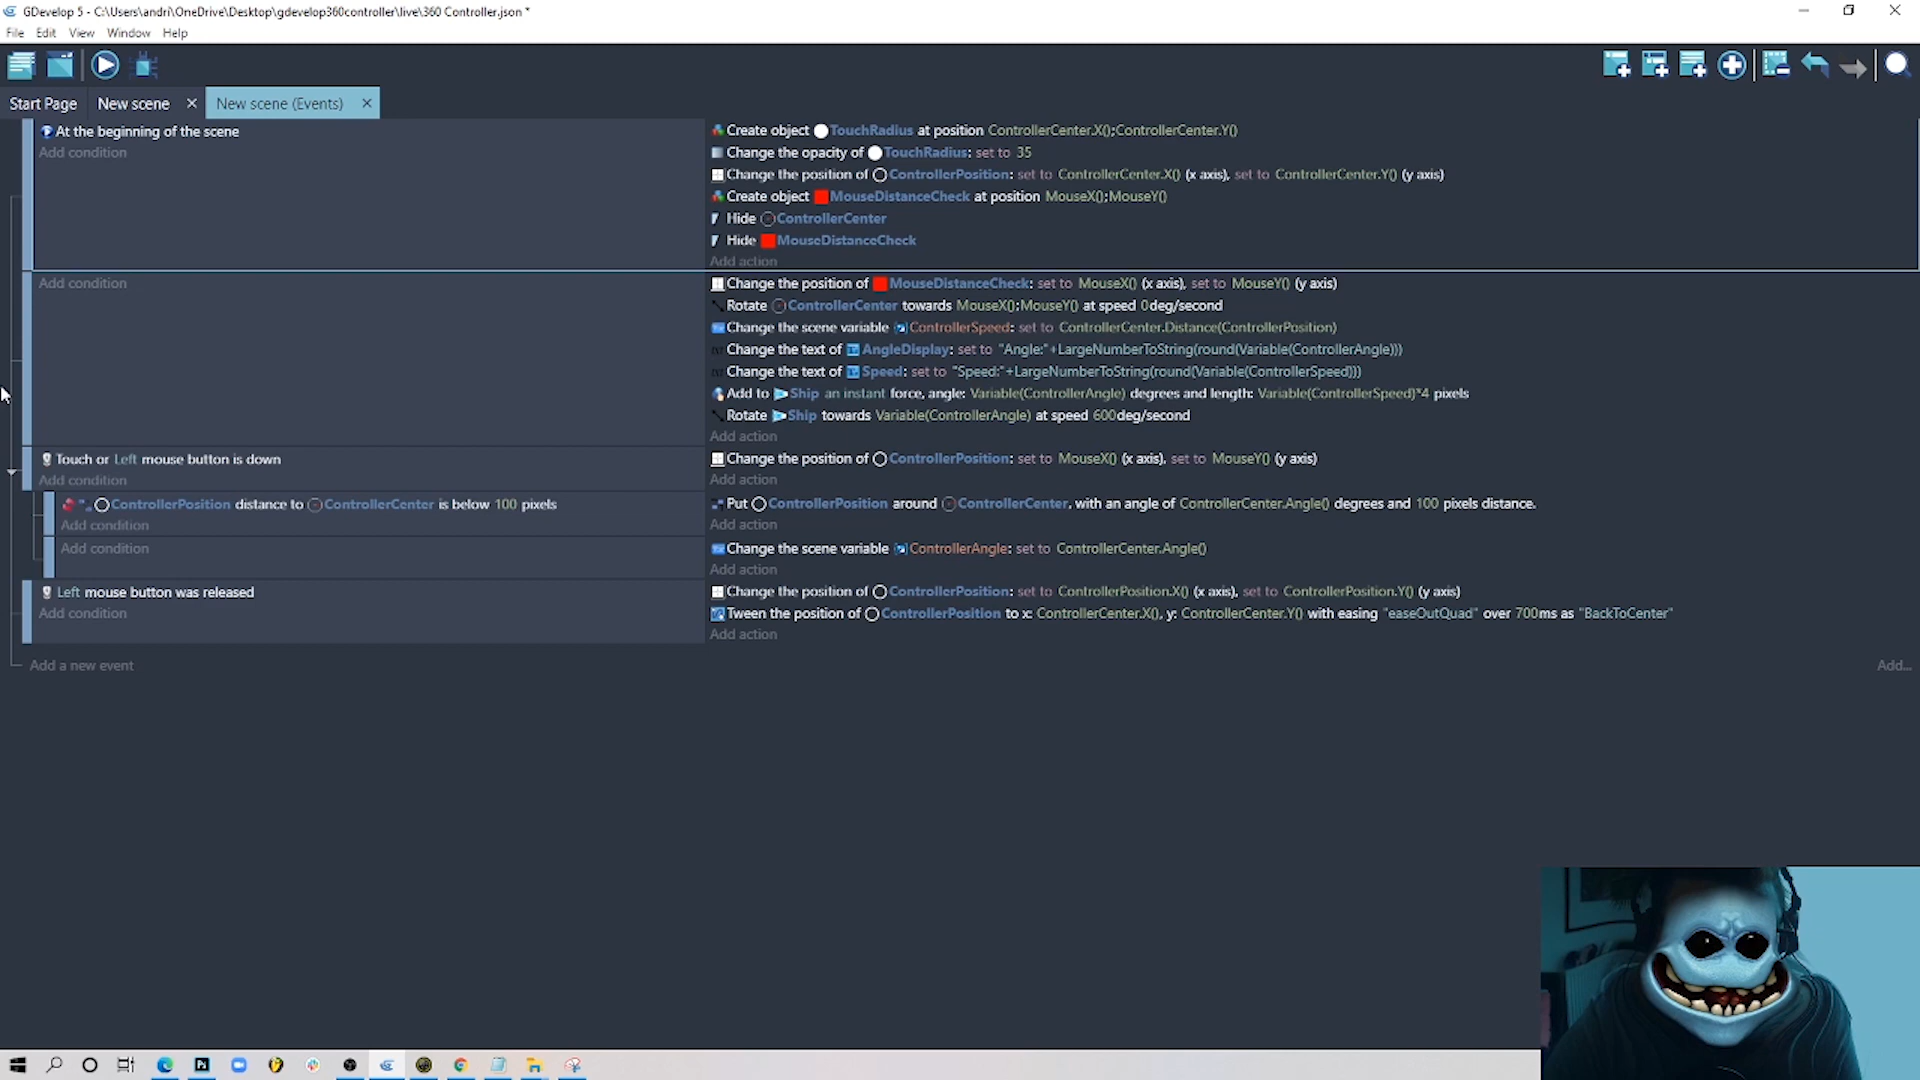 GDevelop 5 - C:\Users\andri\OneDrive\Desktop\gdevelop360controller\live\360 Controller.json *
File Edit View Window Help
Start Page New scene New scene (Events)
At the beginning of the scene
Add condition
Create object TouchRadius at position ControllerCenter.X();ControllerCenter.Y()
Change the opacity of TouchRadius: set to 35
Change the position of ControllerPosition: set to ControllerCenter.X() (x axis), set to ControllerCenter.Y() (y axis)
Create object MouseDistanceCheck at position MouseX();MouseY()
Hide ControllerCenter
Hide MouseDistanceCheck
Add action
Add condition
Change the position of MouseDistanceCheck: set to MouseX() (x axis), set to MouseY() (y axis)
Rotate ControllerCenter towards MouseX();MouseY() at speed 0deg/second
Change the scene variable ControllerSpeed: set to ControllerCenter.Distance(ControllerPosition)
Change the text of AngleDisplay: set to "Angle:"+LargeNumberToString(round(Variable(ControllerAngle)))
Change the text of Speed: set to "Speed:"+LargeNumberToString(round(Variable(ControllerSpeed)))
Add to Ship an instant force, angle: Variable(ControllerAngle) degrees and length: Variable(ControllerSpeed)*4 pixels
Rotate Ship towards Variable(ControllerAngle) at speed 600deg/second
Add action
Touch or Left mouse button is down
Add condition
Change the position of ControllerPosition: set to MouseX() (x axis), set to MouseY() (y axis)
Add action
ControllerPosition distance to ControllerCenter is below 100 pixels
Add condition
Put ControllerPosition around ControllerCenter, with an angle of ControllerCenter.Angle() degrees and 100 pixels distance.
Add action
Add condition
Change the scene variable ControllerAngle: set to ControllerCenter.Angle()
Add action
Left mouse button was released
Add condition
Change the position of ControllerPosition: set to ControllerPosition.X() (x axis), set to ControllerPosition.Y() (y axis)
Tween the position of ControllerPosition to x: ControllerCenter.X(), y: ControllerCenter.Y() with easing "easeOutQuad" over 700ms as "BackToCenter"
Add action
Add a new event Add...